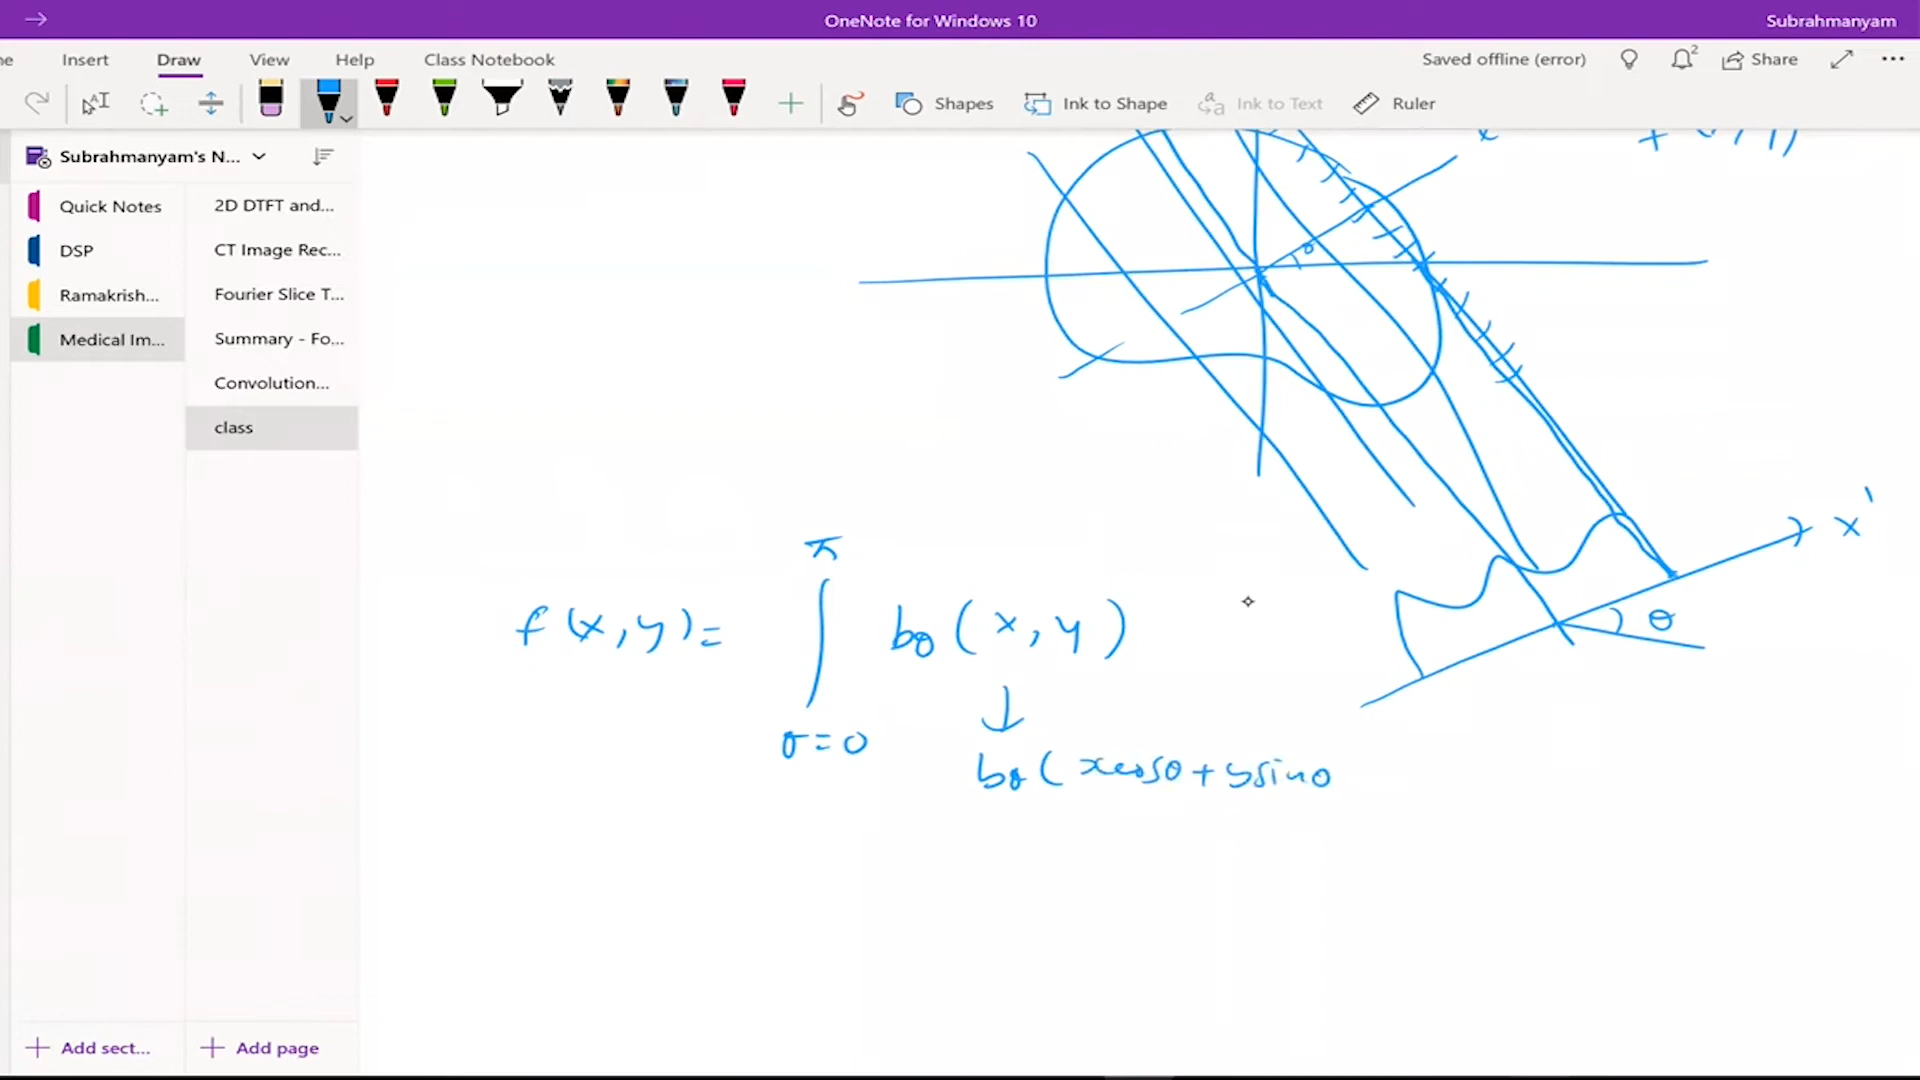 OneNote for Windows 10
Subrahmanyam
Insert Draw View Help Class Notebook
Saved offline (error) 2 Share
Shapes Ink to Shape Ink to Text Ruler
Subrahmanyam's N...
Quick Notes
DSP
Ramakrish...
Medical Im...
2D DTFT and...
CT Image Rec...
Fourier Slice T...
Summary - Fo...
Convolution...
class
x'
θ
π
f(x,y)= ∫ bθ(x,y)
θ=0
↓
bθ(xcosθ+ysinθ
Add sect... Add page